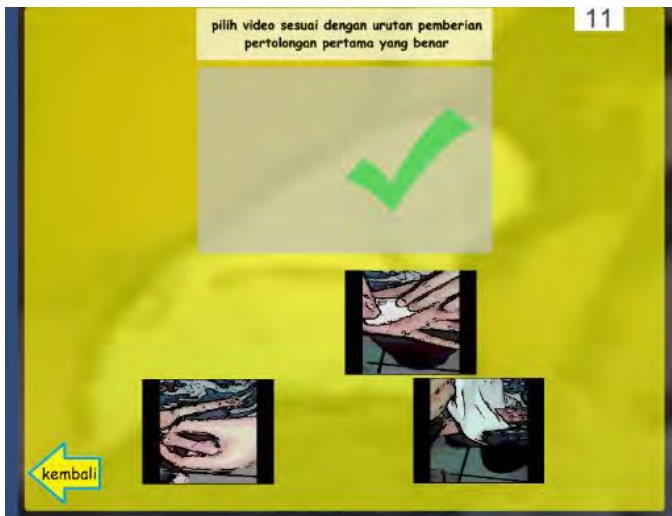 11
pilih video sesuai dengan urutan pemberian
pertolongan pertama yang benar
kembali